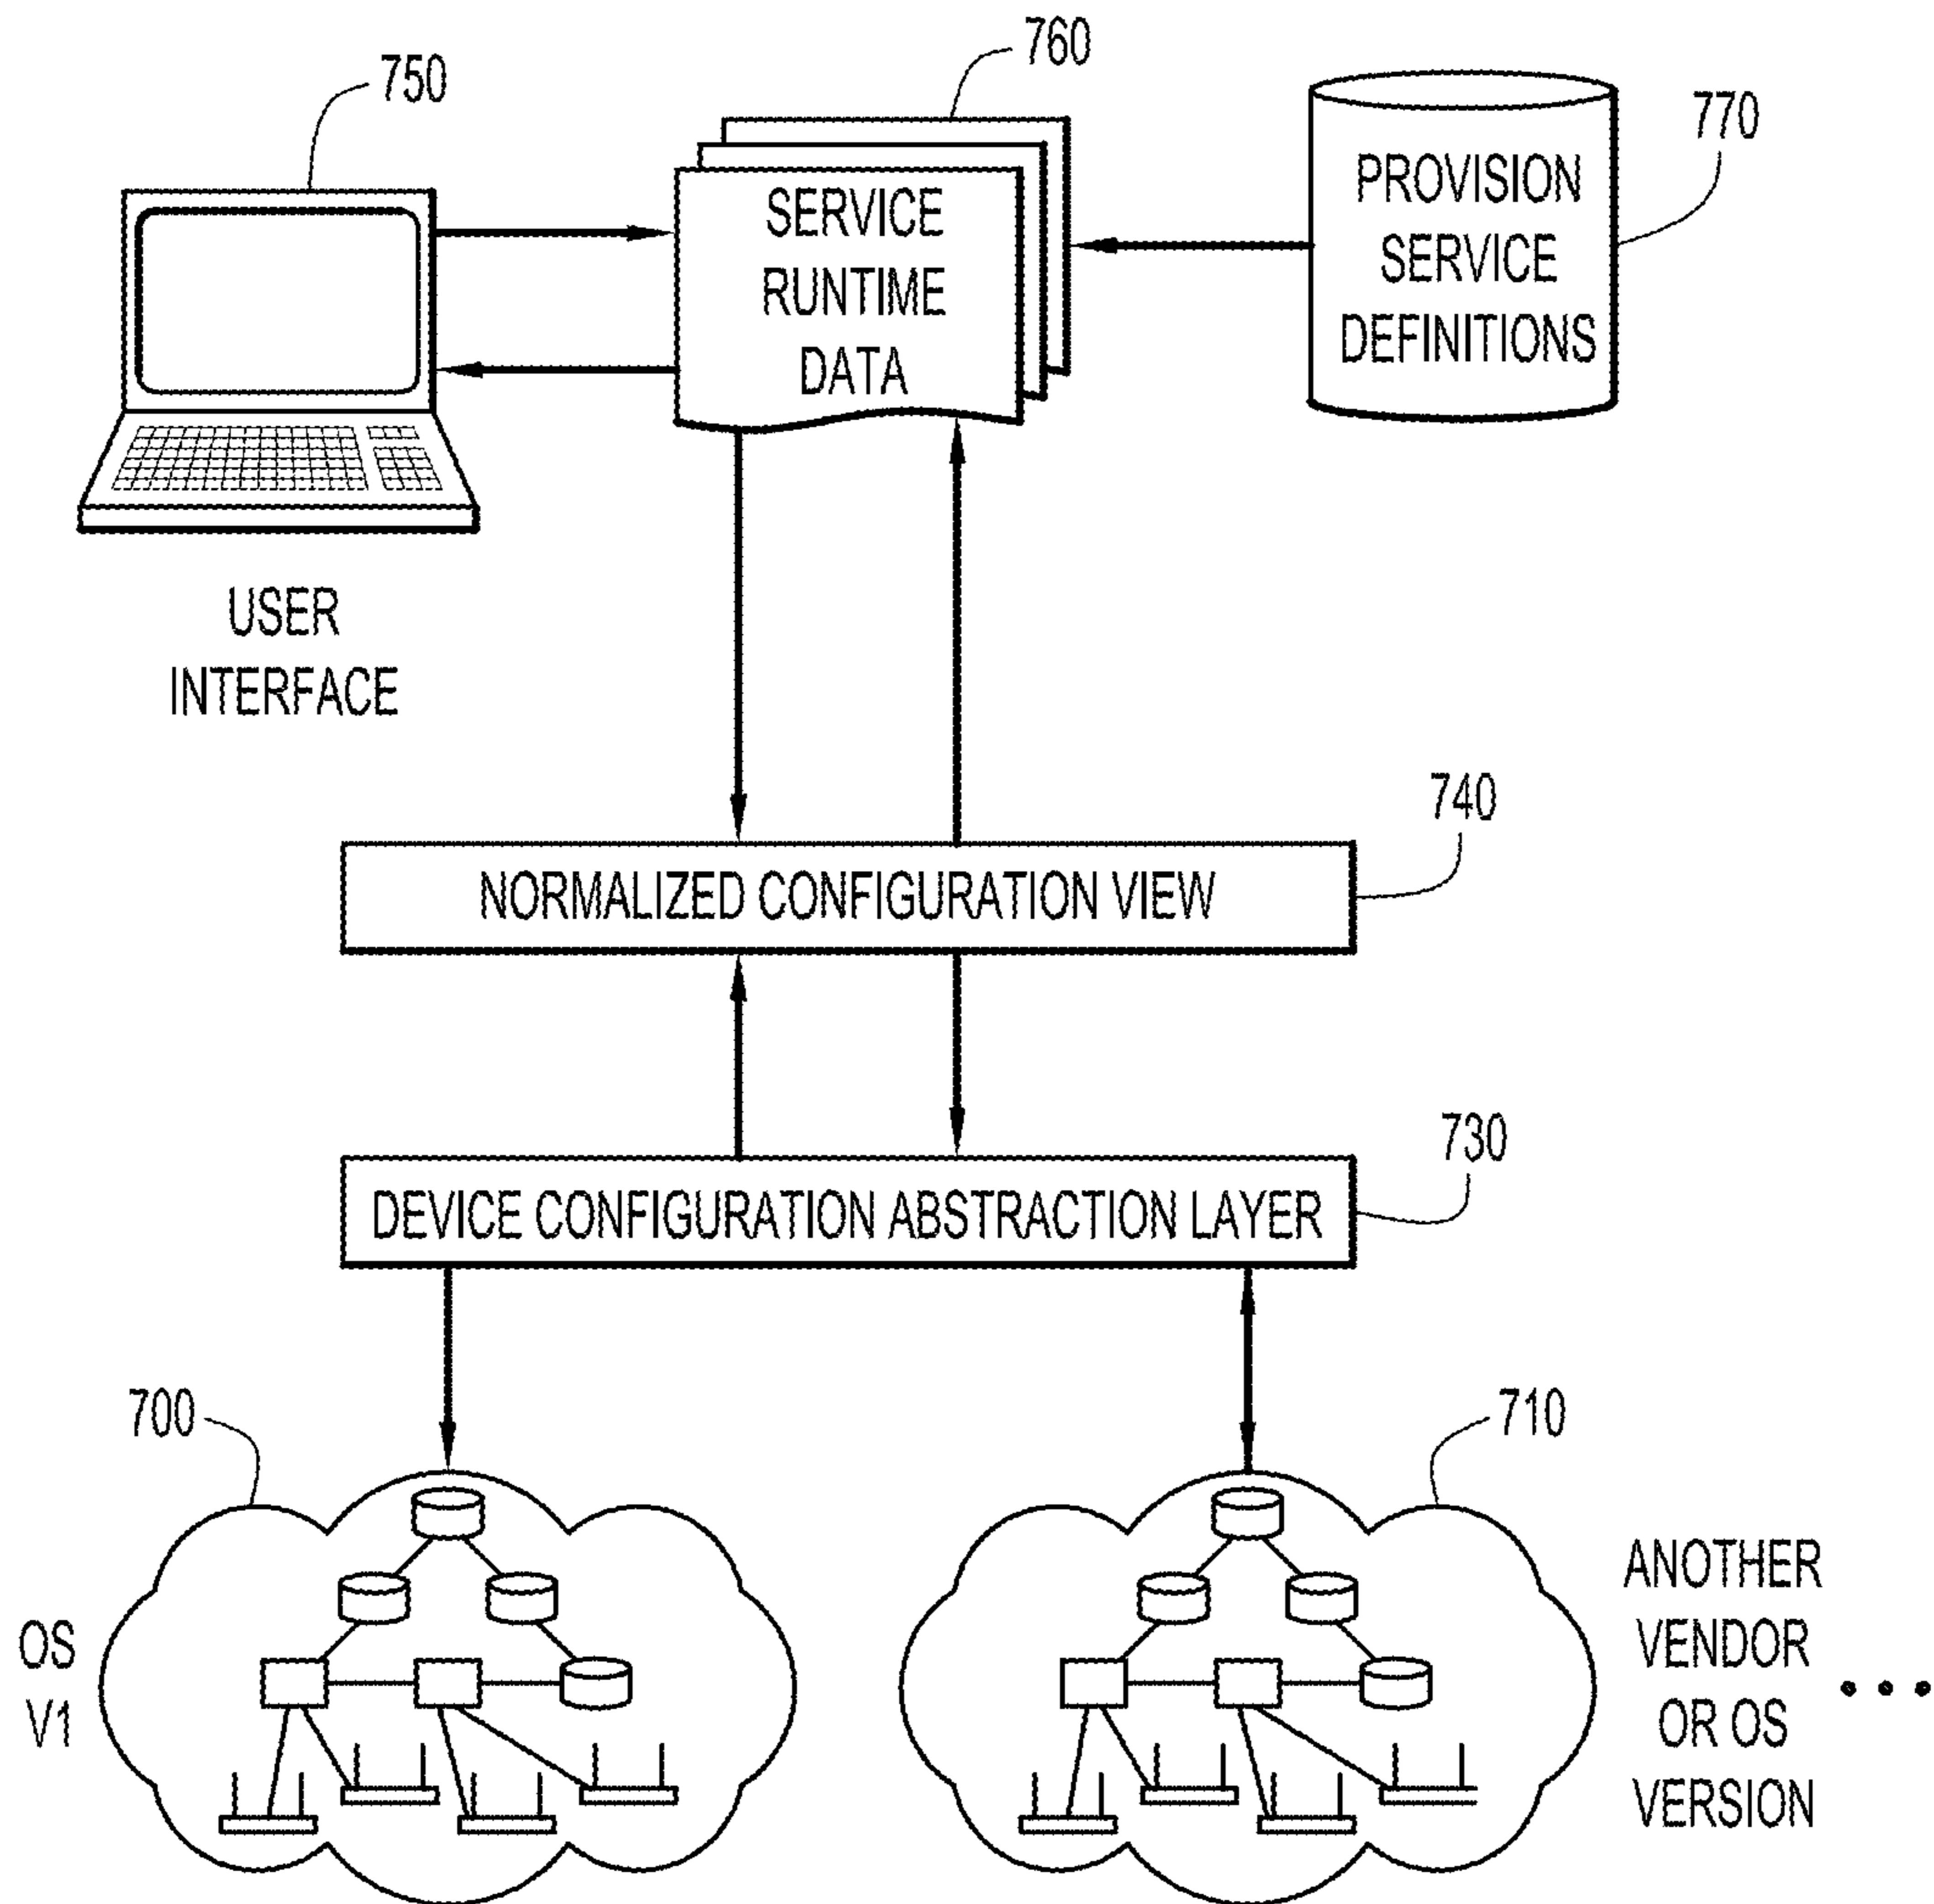 760
750
770
SERVICE
RUNTIME
DATA
PROVISION
SERVICE
DEFINITIONS
USER
INTERFACE
740
NORMALIZED CONFIGURATION VIEW
730
DEVICE CONFIGURATION ABSTRACTION LAYER
700
710
OS
V1
ANOTHER
VENDOR
OR OS
VERSION